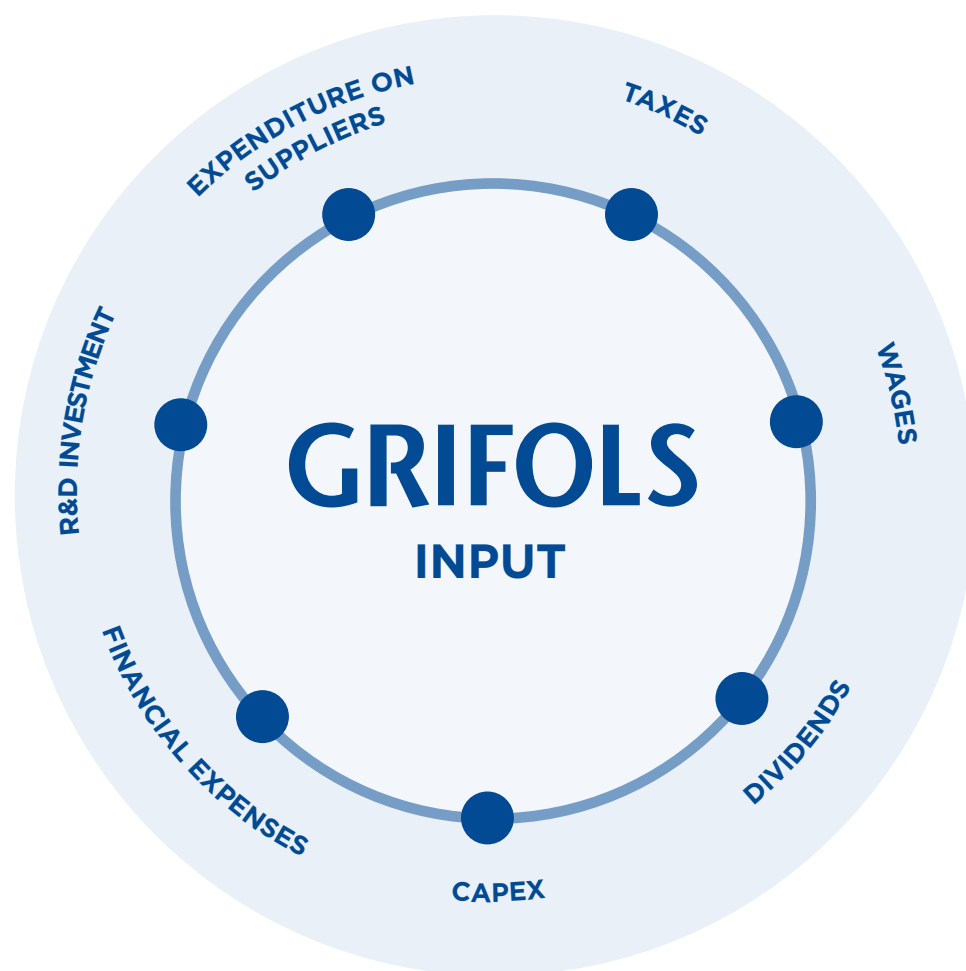 EXPENDITURE ON
SUPPLIERS
TAXES
WAGES
DIVIDENDS
CAPEX
FINANCIAL EXPENSES
R&D INVESTMENT
GRIFOLS
INPUT